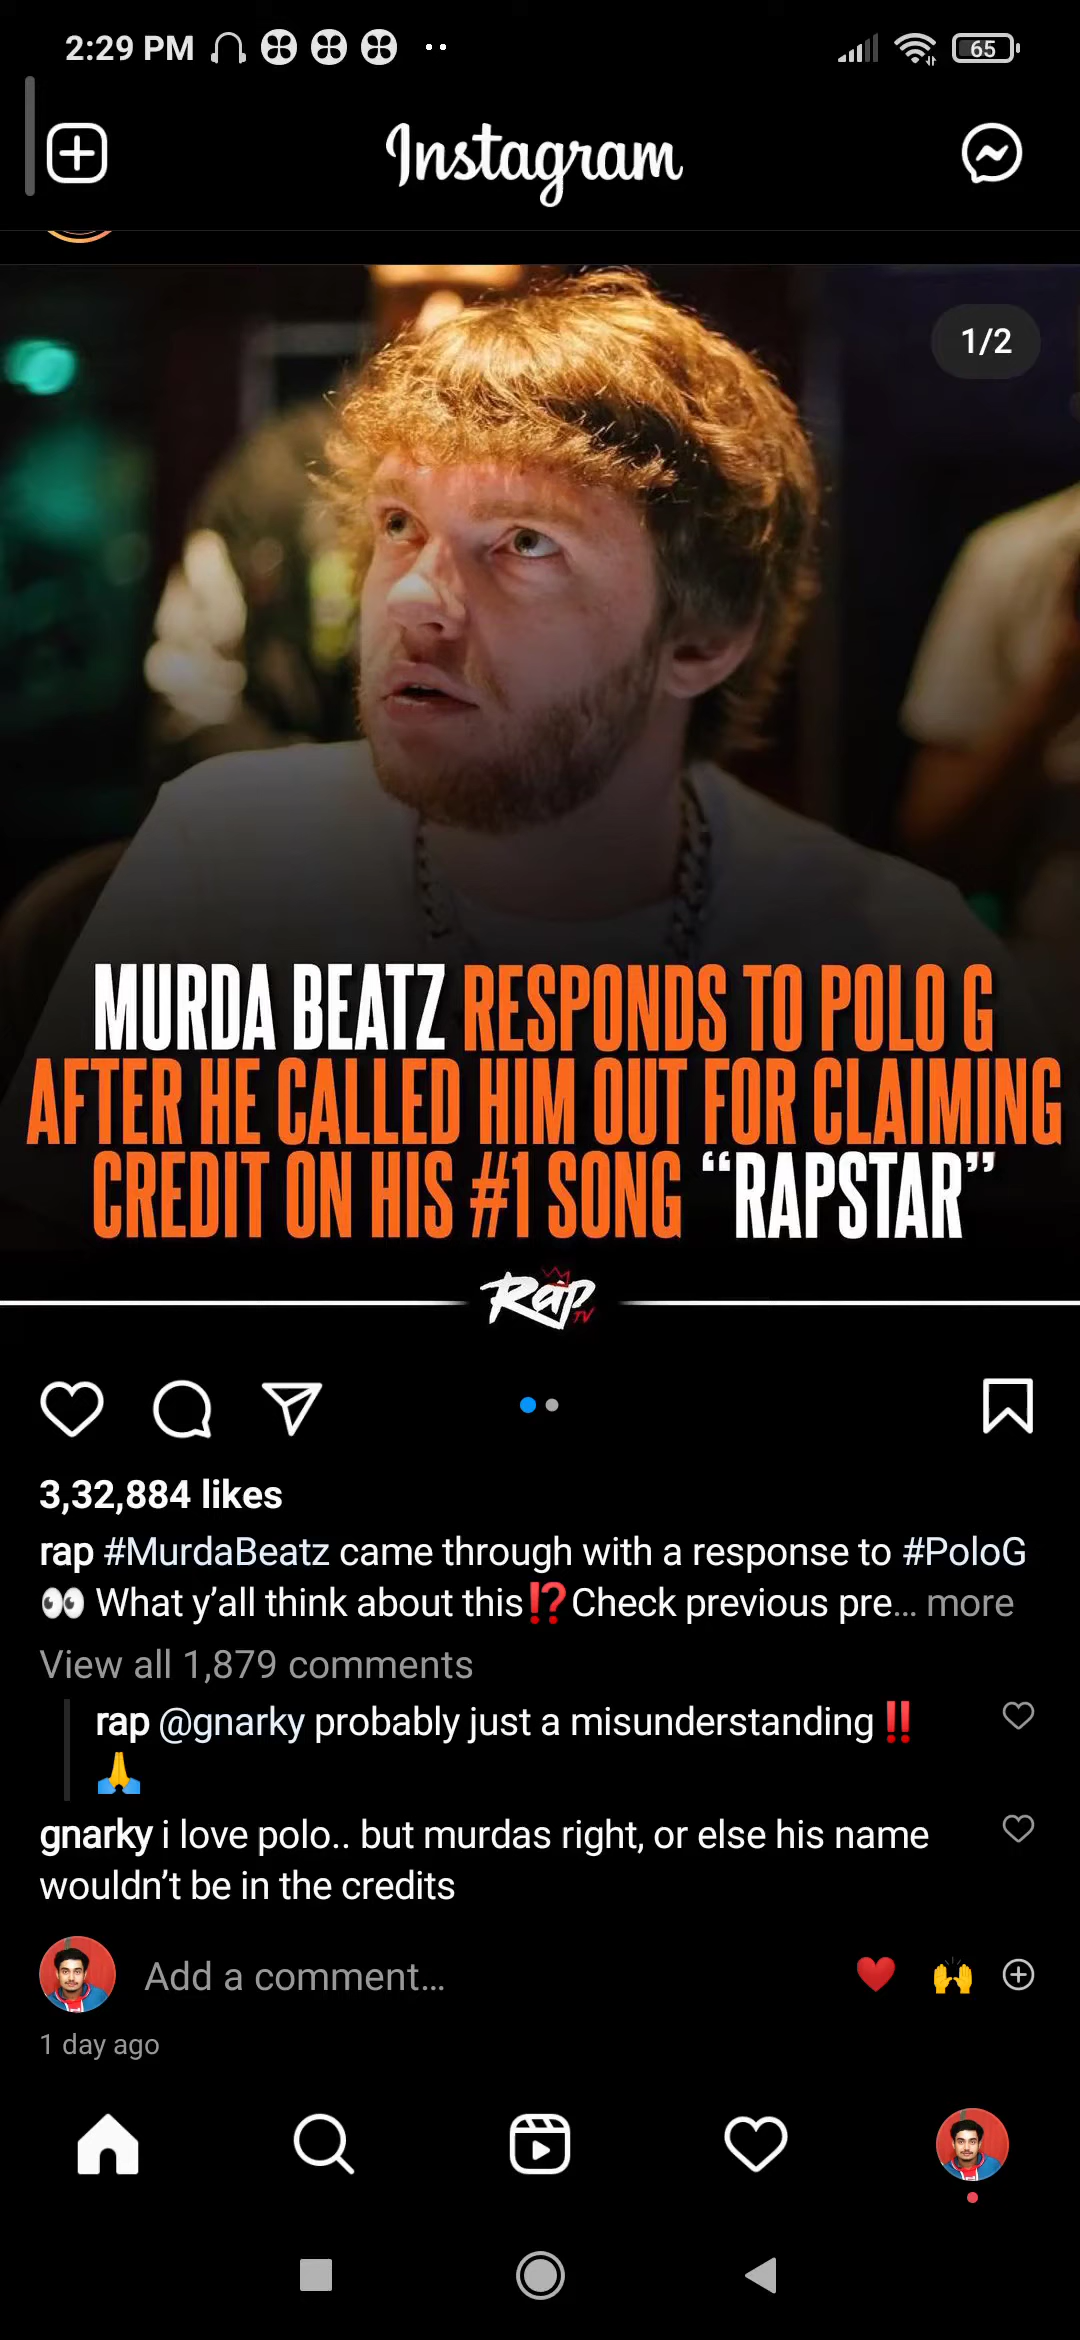 2:29 PM
65
Instagram
1/2
MURDA BEATZ RESPONDS TO POLO G
AFTER HE CALLED HIM OUT FOR CLAIMING
CREDIT ON HIS #1 SONG “RAPSTAR”
Rap TV
3,32,884 likes
rap #MurdaBeatz came through with a response to #PoloG
👀 What y’all think about this⁉️Check previous pre... more
View all 1,879 comments
rap @gnarky probably just a misunderstanding‼️
🙏
gnarky i love polo.. but murdas right, or else his name
wouldn’t be in the credits
Add a comment...
1 day ago